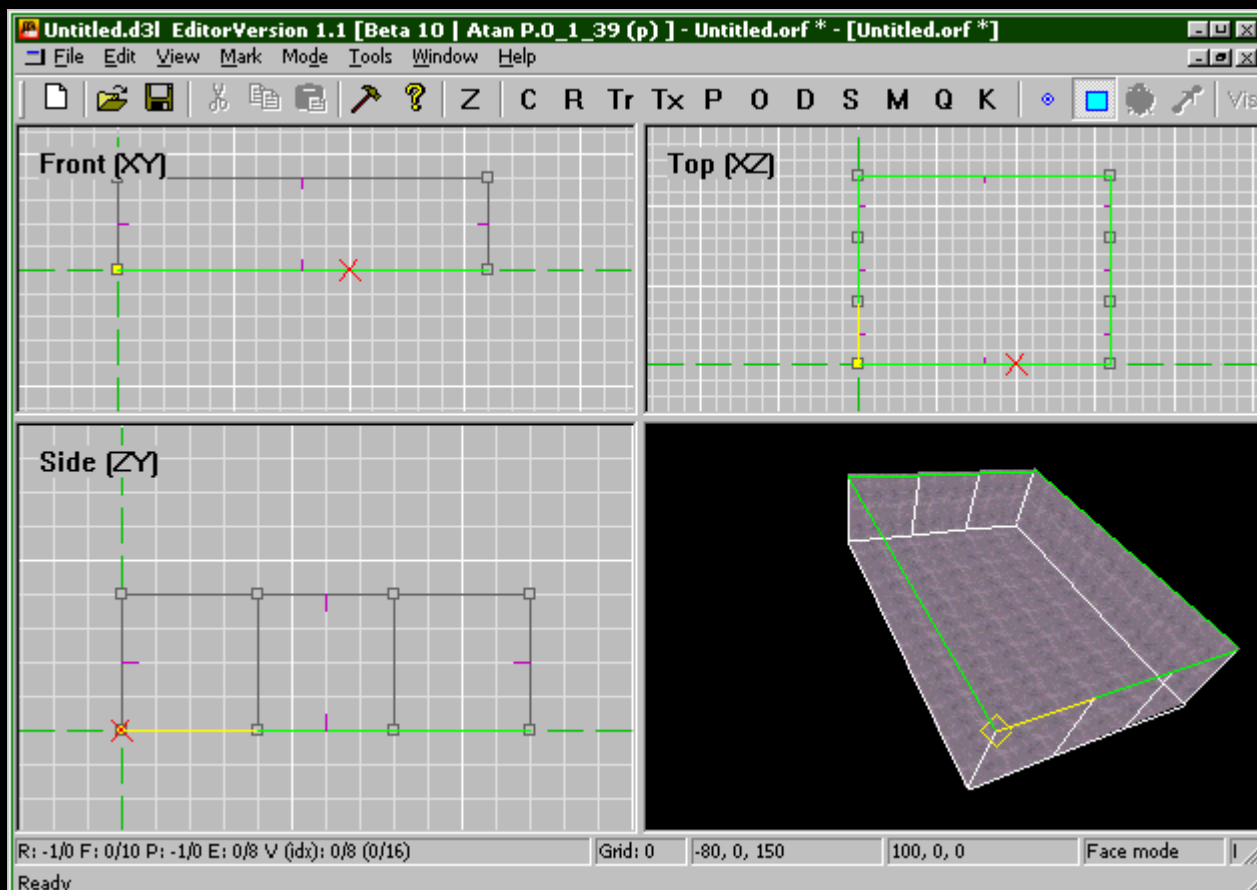 Untitled.d3l EditorVersion 1.1 [Beta 10 | Atan P.0_1_39 (p) ] - Untitled.orf * - [Untitled.orf *]
File Edit View Mark Mode Tools Window Help
Z C R Tr Tx P O D S M Q K Vis
Front (XY)
Top (XZ)
Side (ZY)
R: -1/0 F: 0/10 P: -1/0 E: 0/8 V (idx): 0/8 (0/16) Grid: 0 -80, 0, 150 100, 0, 0 Face mode
Ready